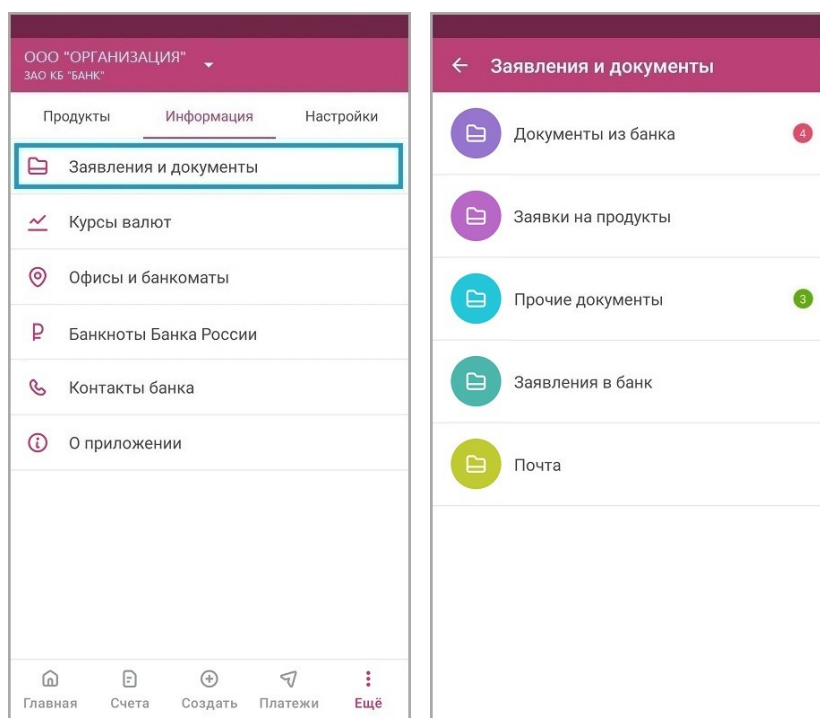 ООО "ОРГАНИЗАЦИЯ"
ЗАО КБ "БАНК"
Продукты Информация Настройки
Заявления и документы
Курсы валют
Офисы и банкоматы
Банкноты Банка России
Контакты банка
О приложении
Главная Счета Создать Платежи Ещё
Заявления и документы
Документы из банка 4
Заявки на продукты
Прочие документы 3
Заявления в банк
Почта